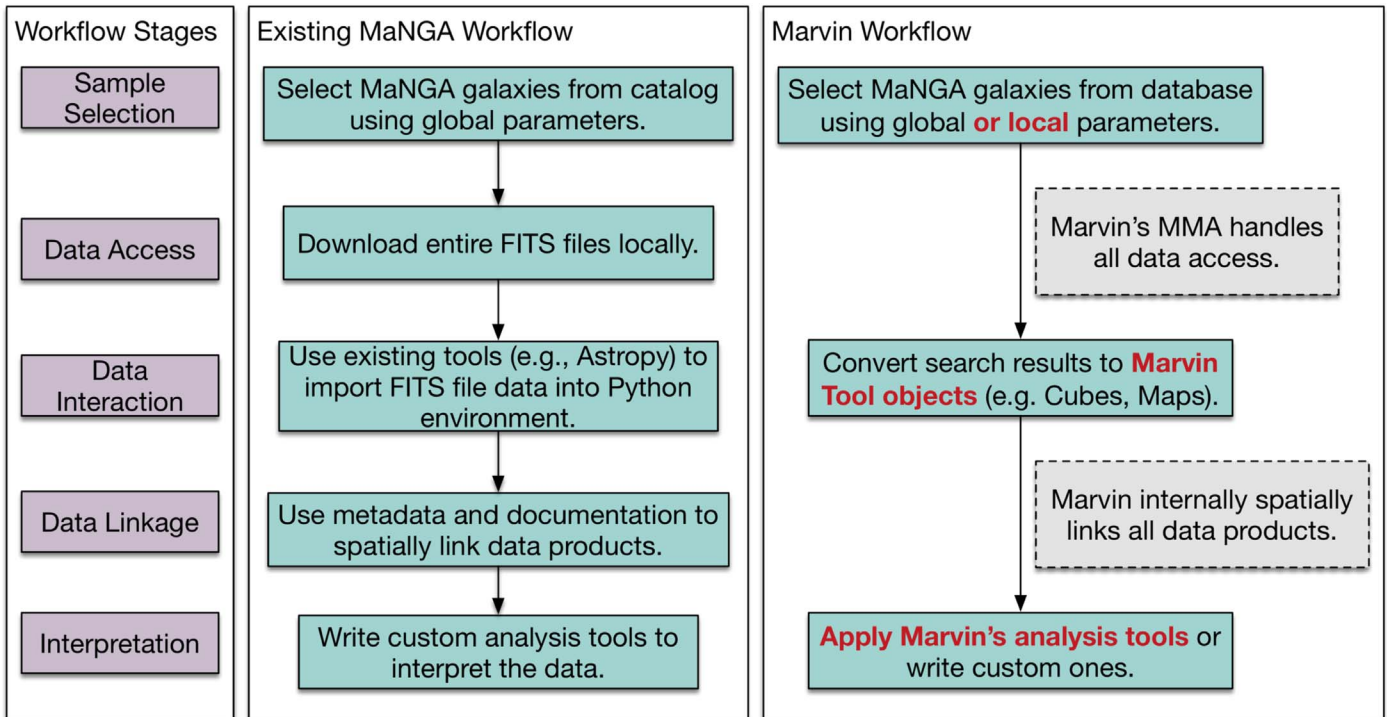 Workflow Stages
Sample
Selection
Data Access
Data
Interaction
Data Linkage
Interpretation
Existing MaNGA Workflow
Select MaNGA galaxies from catalog
using global parameters.
Download entire FITS files locally.
Use existing tools (e.g., Astropy) to
import FITS file data into Python
environment.
Use metadata and documentation to
spatially link data products.
Write custom analysis tools to
interpret the data.
Marvin Workflow
Select MaNGA galaxies from database
using global or local parameters.
Marvin’s MMA handles
all data access.
Convert search results to Marvin
Tool objects (e.g. Cubes, Maps).
Marvin internally spatially
links all data products.
Apply Marvin’s analysis tools or
write custom ones.